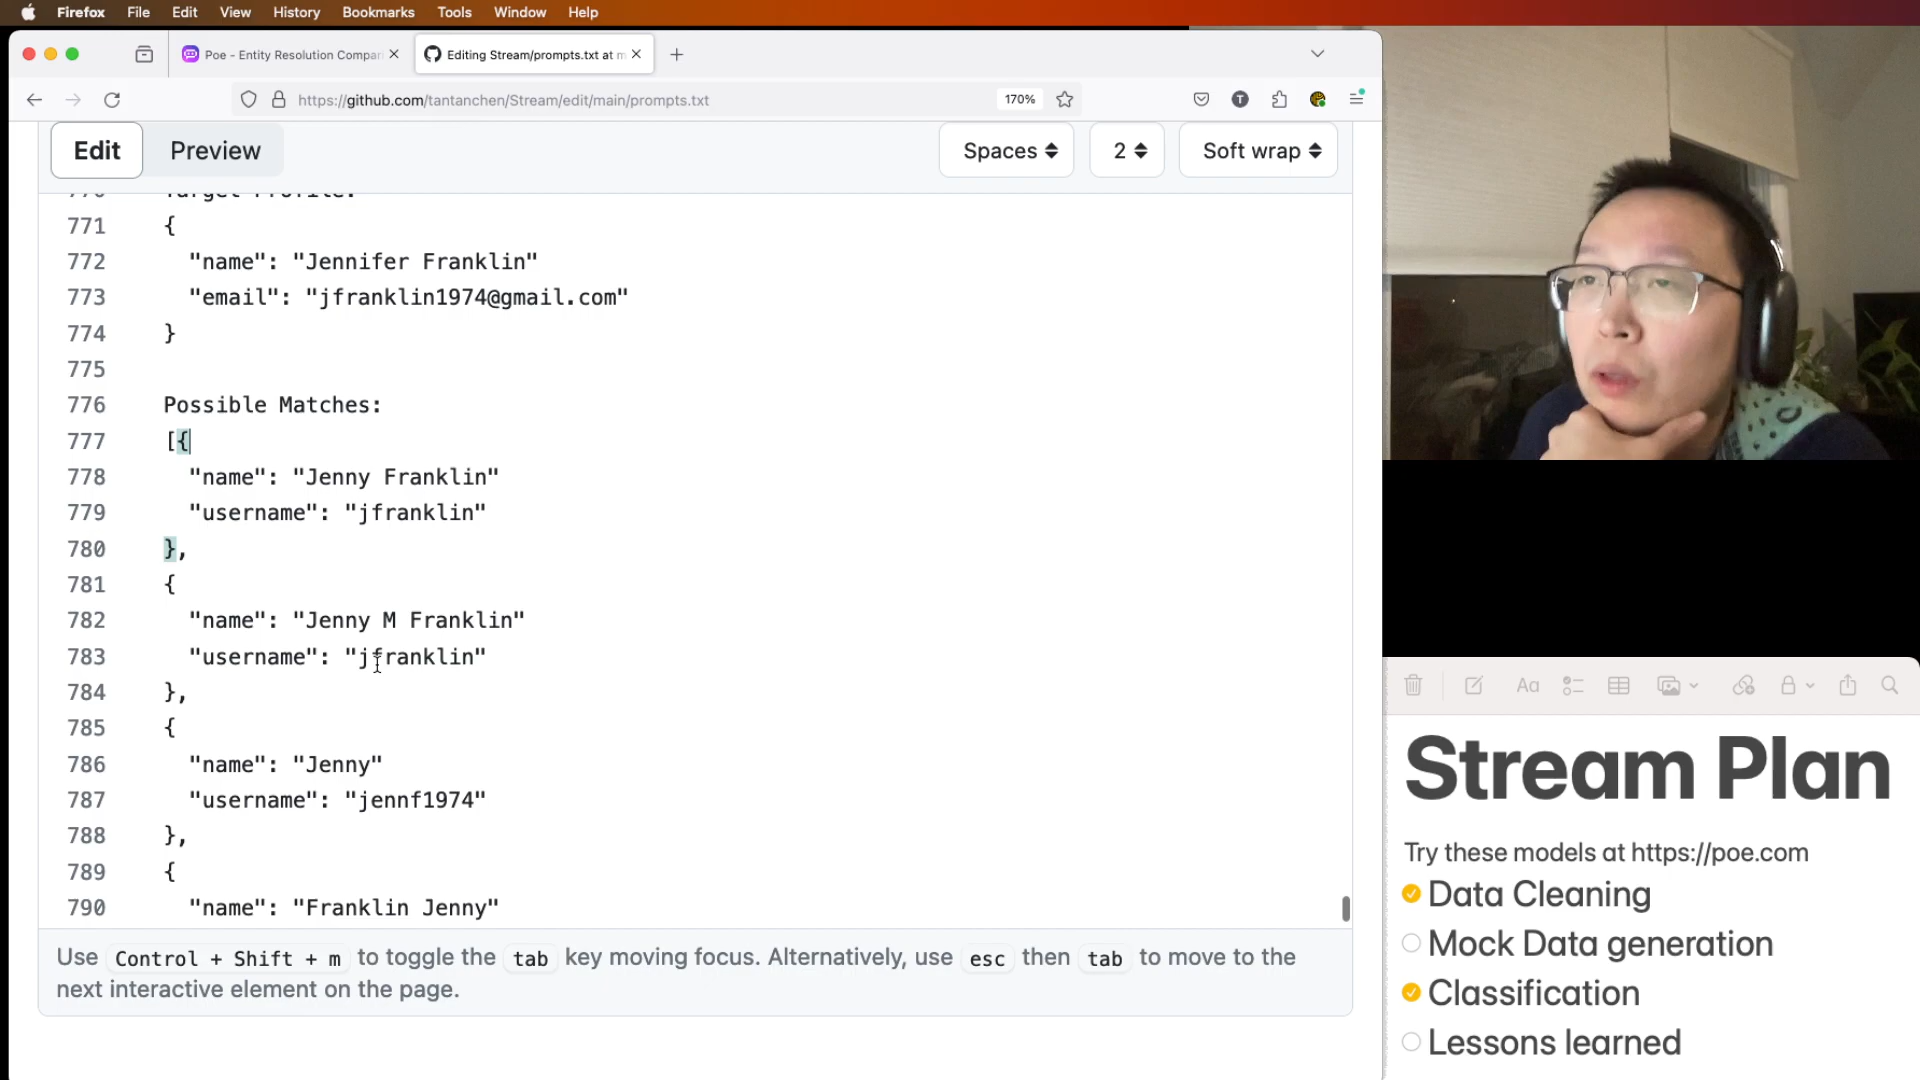 Firefox File Edit View History Bookmarks Tools Window Help
Poe - Entity Resolution Compari
Editing Stream/prompts.txt at m
https://github.com/tantanchen/Stream/edit/main/prompts.txt
170%
T
Edit
Preview
Spaces
2
Soft wrap
770 Target Profile:
771 {
772 "name": "Jennifer Franklin"
773 "email": "jfranklin1974@gmail.com"
774 }
775
776 Possible Matches:
777 [{
778 "name": "Jenny Franklin"
779 "username": "jfranklin"
780 },
781 {
782 "name": "Jenny M Franklin"
783 "username": "jfranklin"
784 },
785 {
786 "name": "Jenny"
787 "username": "jennf1974"
788 },
789 {
790 "name": "Franklin Jenny"
Use Control + Shift + m to toggle the tab key moving focus. Alternatively, use esc then tab to move to the
next interactive element on the page.
Aa
Stream Plan
Try these models at https://poe.com
Data Cleaning
Mock Data generation
Classification
Lessons learned